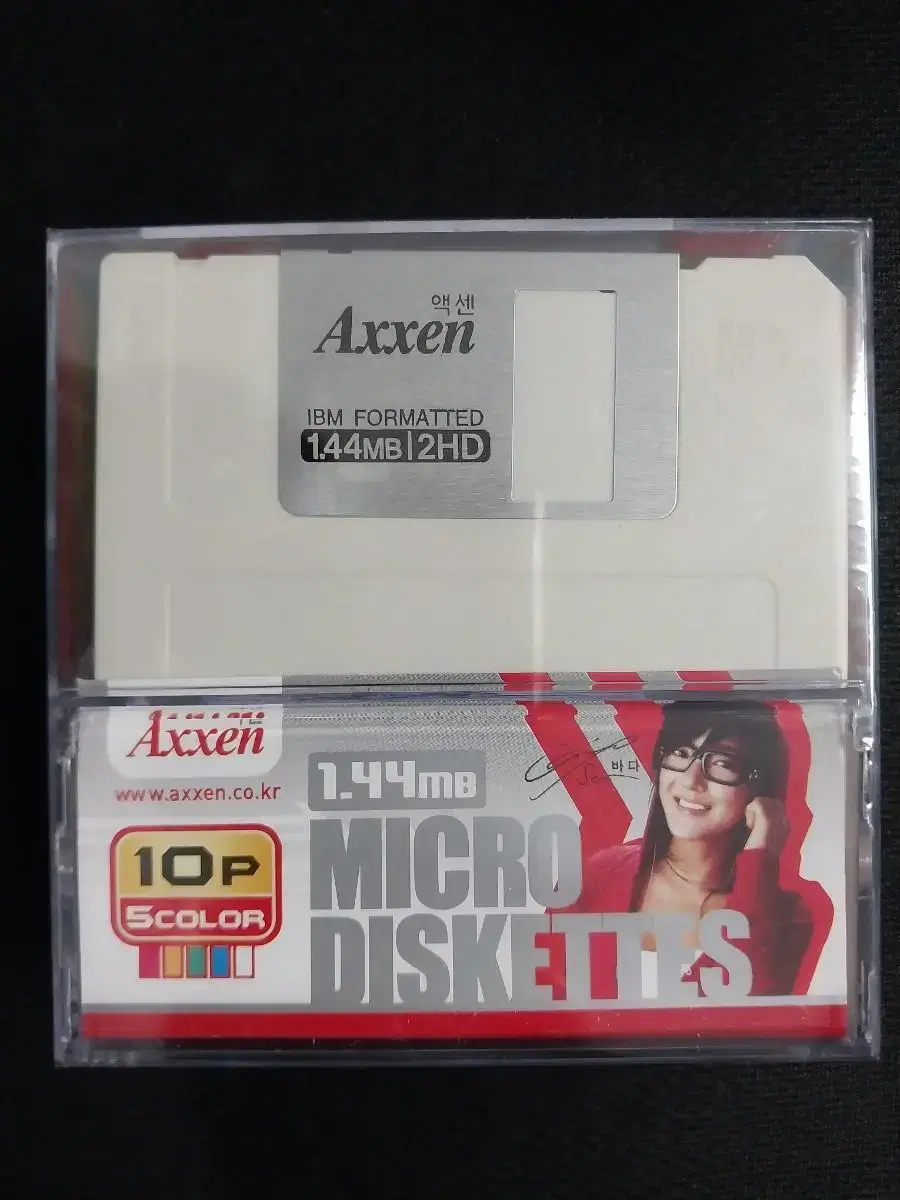 액센
Axxen
IBM FORMATTED
1.44MB|2HD
Axxen
www.axxen.co.kr
10P
5COLOR
1.44MB
바다
MICRO
DISKETTES